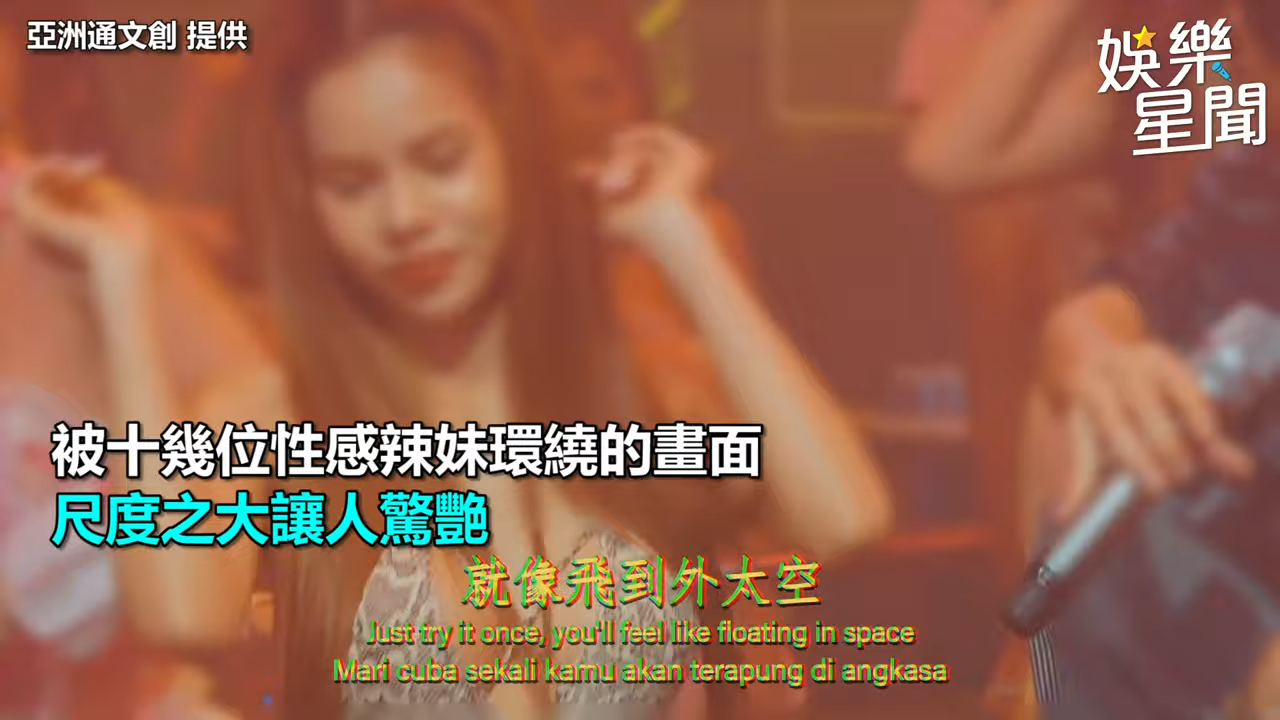 亞洲通文創 提供
娛樂
星聞
被十幾位性感辣妹環繞的畫面
尺度之大讓人驚艷
就像飛到外太空
Just try it once, you'll feel like floating in space
Mari cuba sekali kamu akan terapung di angkasa